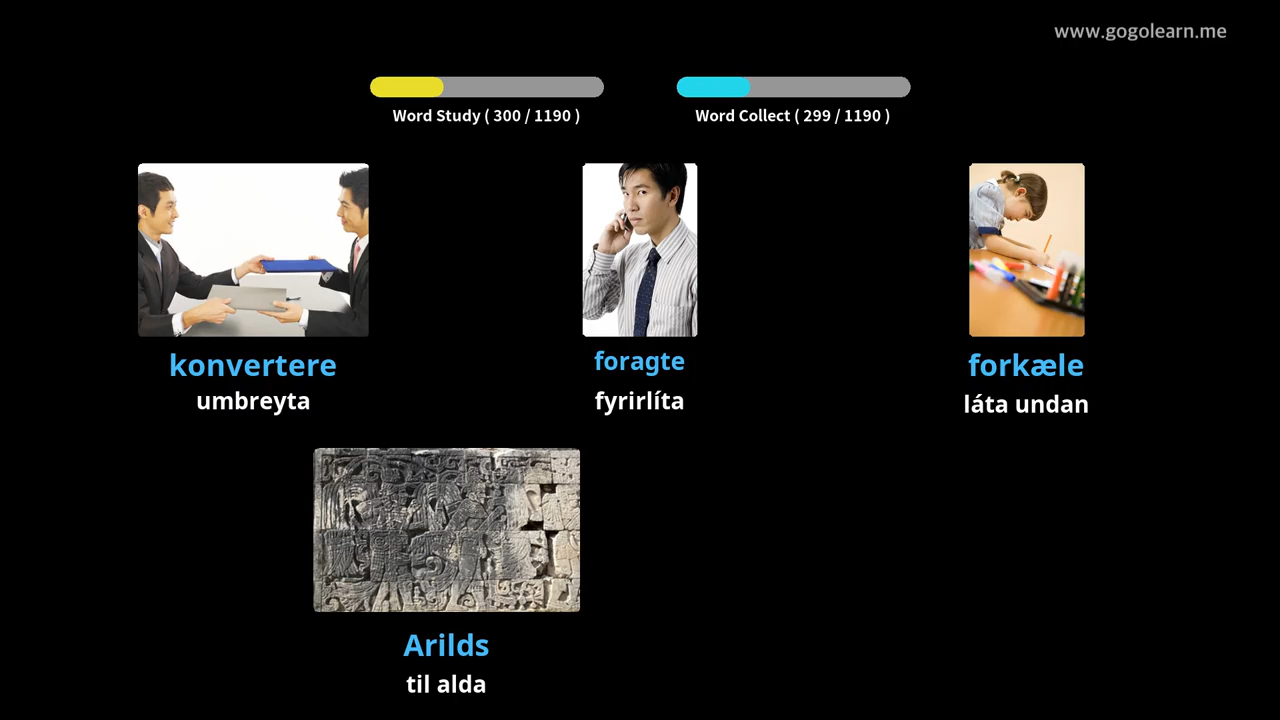 www.gogolearn.me
Word Study ( 300 / 1190 )
Word Collect ( 299 / 1190 )
konvertere
umbreyta
foragte
fyrirlíta
forkæle
láta undan
Arilds
til alda